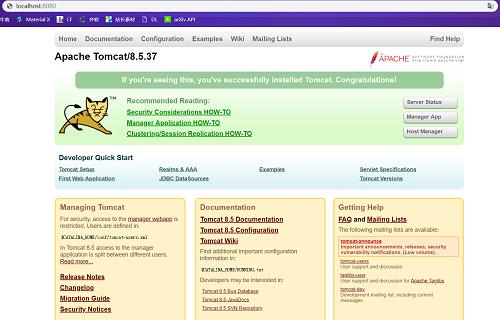 localhost:8080
Material X CF 介软 站长素材 DL arXiv API
Home Documentation Configuration Examples Wiki Mailing Lists Find Help
Apache Tomcat/8.5.37
APACHE
SOFTWARE FOUNDATION
http://www.apache.org/
If you're seeing this, you've successfully installed Tomcat. Congratulations!
TM
Recommended Reading:
Security Considerations HOW-TO
Manager Application HOW-TO
Clustering/Session Replication HOW-TO
Server Status
Manager App
Host Manager
Developer Quick Start
Tomcat Setup
First Web Application
Realms & AAA
JDBC DataSources
Examples
Servlet Specifications
Tomcat Versions
Managing Tomcat
For security, access to the manager webapp is
restricted. Users are defined in:
$CATALINA_HOME/conf/tomcat-users.xml
In Tomcat 8.5 access to the manager
application is split between different users.
Read more...
Release Notes
Changelog
Migration Guide
Security Notices
Documentation
Tomcat 8.5 Documentation
Tomcat 8.5 Configuration
Tomcat Wiki
Find additional important configuration
information in:
$CATALINA_HOME/RUNNING.txt
Developers may be interested in:
Tomcat 8.5 Bug Database
Tomcat 8.5 JavaDocs
Tomcat 8.5 SVN Repository
Getting Help
FAQ and Mailing Lists
The following mailing lists are available:
tomcat-announce
Important announcements, releases, security
vulnerability notifications. (Low volume).
tomcat-users
User support and discussion
taglibs-user
User support and discussion for Apache Taglibs
tomcat-dev
Development mailing list, including commit
messages